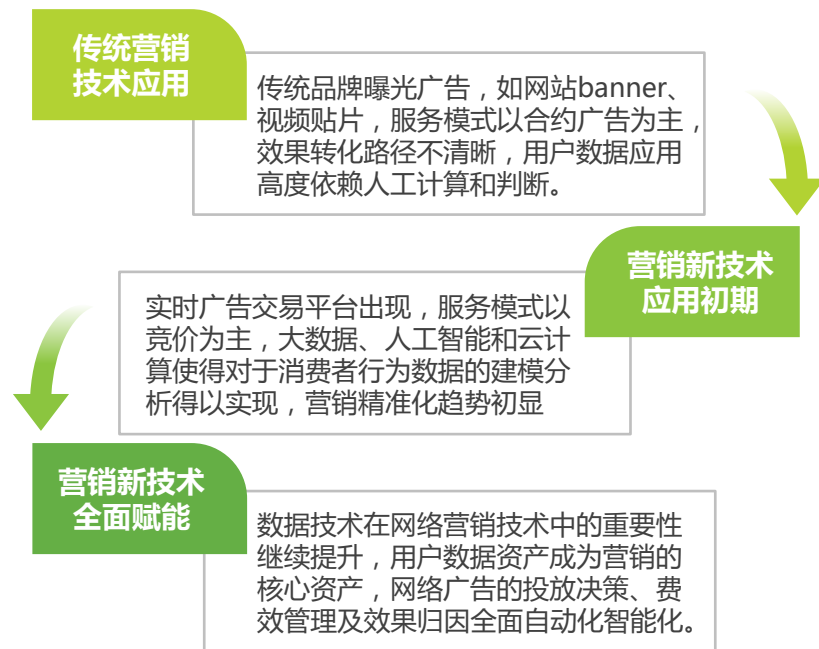 传统营销
技术应用
传统品牌曝光广告，如网站banner、
视频贴片，服务模式以合约广告为主，
效果转化路径不清晰，用户数据应用
高度依赖人工计算和判断。
营销新技术
应用初期
实时广告交易平台出现，服务模式以
竞价为主，大数据、人工智能和云计
算使得对于消费者行为数据的建模分
析得以实现，营销精准化趋势初显
营销新技术
全面赋能
数据技术在网络营销技术中的重要性
继续提升，用户数据资产成为营销的
核心资产，网络广告的投放决策、费
效管理及效果归因全面自动化智能化。